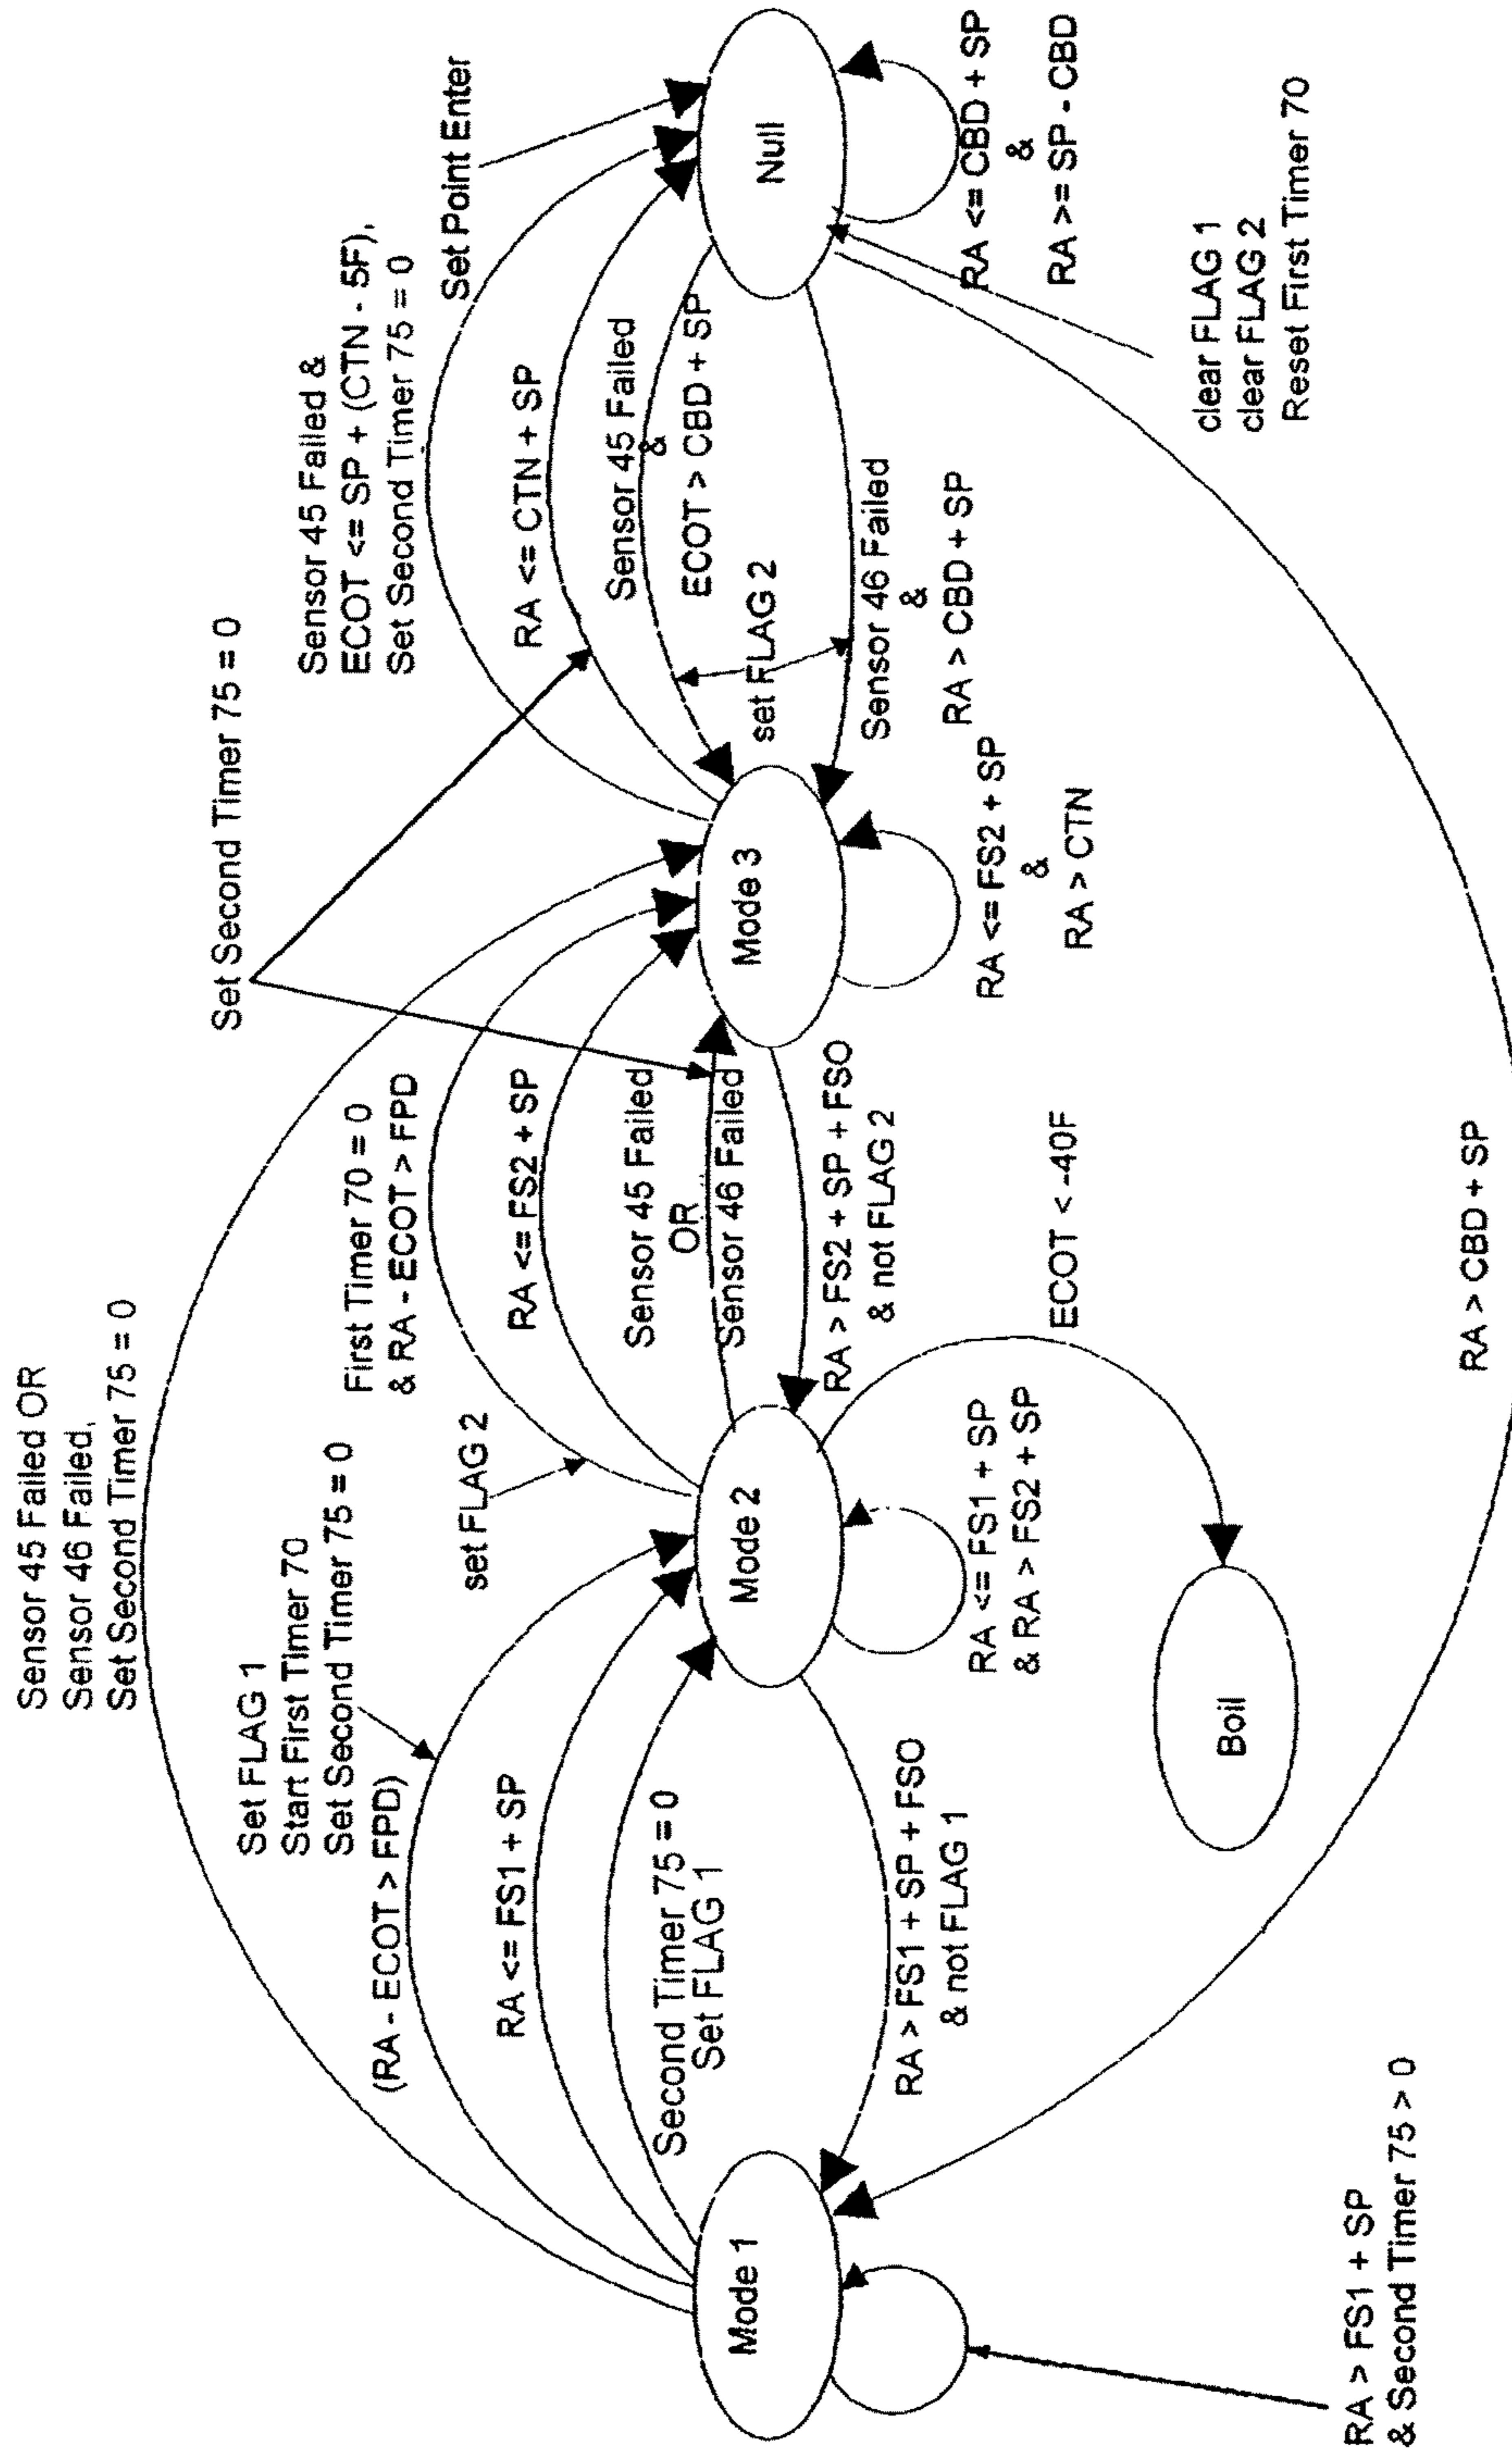 Sensor 45 Failed OR
Sensor 46 Failed,
Set Second Timer 75 = 0
Set Second Timer 75 = 0
Sensor 45 Failed &
ECOT <= SP + (CTN - 5F),
Set Second Timer 75 = 0
Set Point Enter
Set FLAG 1
Start First Timer 70
Set Second Timer 75 = 0
(RA - ECOT > FPD)
RA <= FS1 + SP
Second Timer 75 = 0
Set FLAG 1
set FLAG 2
First Timer 70 = 0
& RA - ECOT > FPD
RA <= FS2 + SP
Sensor 45 Failed
OR
Sensor 46 Failed
RA <= CTN + SP
Sensor 45 Failed
&
ECOT > CBD + SP
set FLAG 2
Mode 1
Mode 2
Mode 3
Null
RA > FS1 + SP + FSO
& not FLAG 1
RA > FS2 + SP + FSO
& not FLAG 2
Sensor 46 Failed
&
RA > CBD + SP
RA <= FS1 + SP
& RA > FS2 + SP
RA <= FS2 + SP
&
RA > CTN
RA <= CBD + SP
&
RA >= SP - CBD
ECOT < -40F
Boil
clear FLAG 1
clear FLAG 2
Reset First Timer 70
RA > FS1 + SP
& Second Timer 75 > 0
RA > CBD + SP